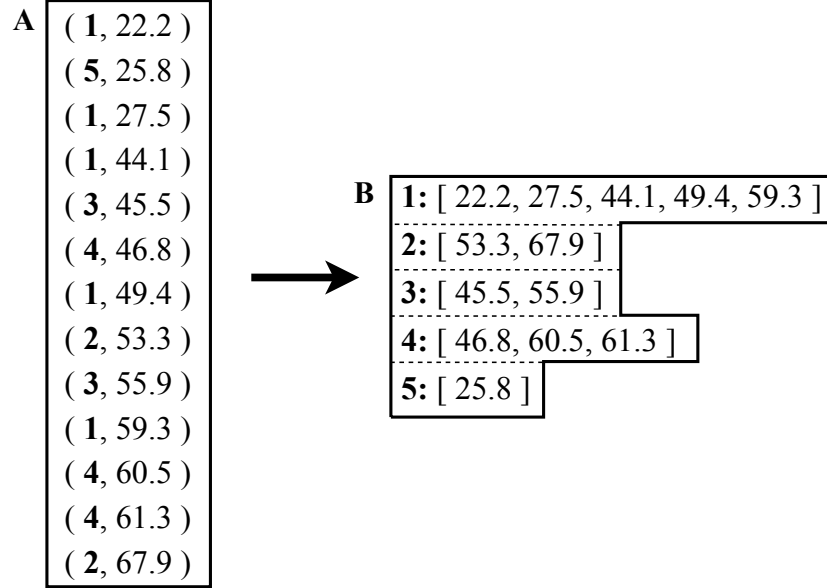 A
( 1, 22.2 )
( 5, 25.8 )
( 1, 27.5 )
( 1, 44.1 )
( 3, 45.5 )
( 4, 46.8 )
( 1, 49.4 )
( 2, 53.3 )
( 3, 55.9 )
( 1, 59.3 )
( 4, 60.5 )
( 4, 61.3 )
( 2, 67.9 )
B
1: [ 22.2, 27.5, 44.1, 49.4, 59.3 ]
2: [ 53.3, 67.9 ]
3: [ 45.5, 55.9 ]
4: [ 46.8, 60.5, 61.3 ]
5: [ 25.8 ]